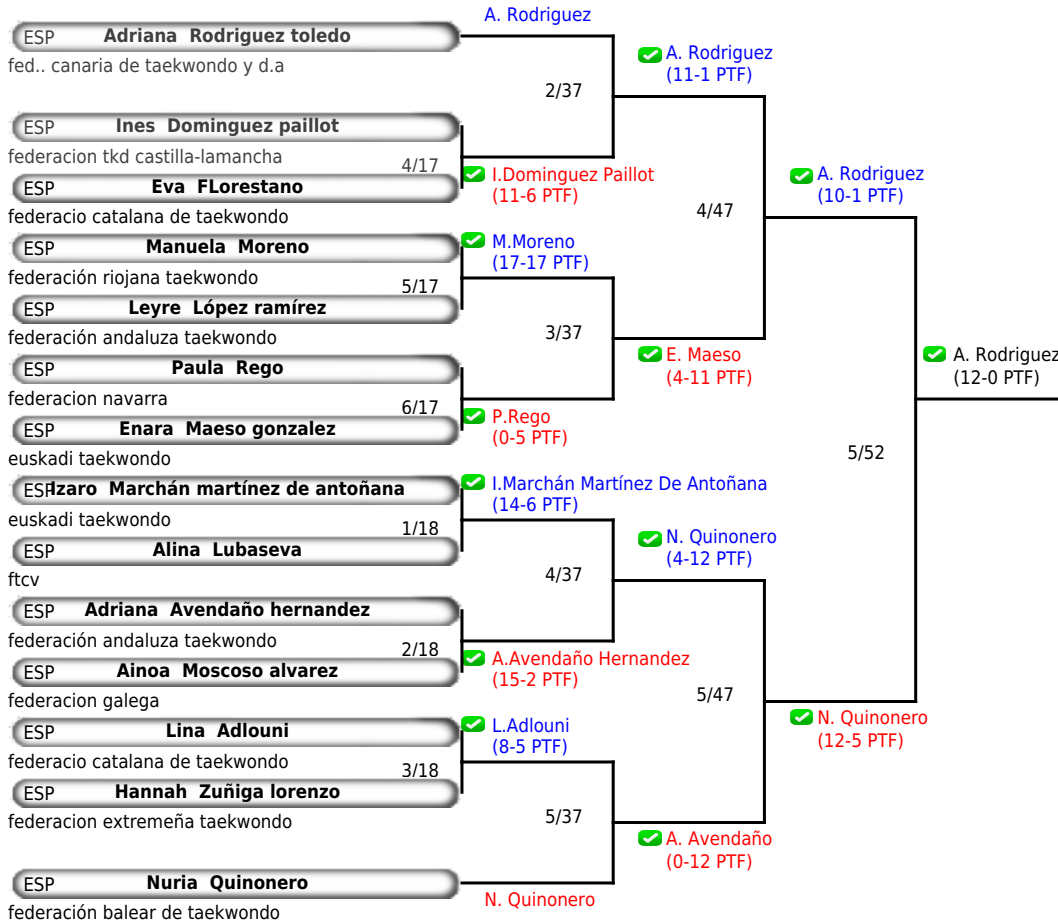 A. Rodriguez
ESP Adriana Rodriguez toledo
fed.. canaria de taekwondo y d.a
A. Rodriguez
(11-1 PTF)
2/37
ESP Ines Dominguez paillot
federacion tkd castilla-lamancha
4/17
I.Dominguez Paillot
(11-6 PTF)
ESP Eva FLorestano
federacio catalana de taekwondo
A. Rodriguez
(10-1 PTF)
4/47
ESP Manuela Moreno
M.Moreno
(17-17 PTF)
federación riojana taekwondo
5/17
ESP Leyre López ramírez
federación andaluza taekwondo
3/37
ESP Paula Rego
E. Maeso
(4-11 PTF)
A. Rodriguez
(12-0 PTF)
federacion navarra
6/17
P.Rego
(0-5 PTF)
ESP Enara Maeso gonzalez
euskadi taekwondo
5/52
ESP Izaro Marchán martínez de antoñana
I.Marchán Martínez De Antoñana
(14-6 PTF)
euskadi taekwondo
1/18
ESP Alina Lubaseva
ftcv
N. Quinonero
(4-12 PTF)
4/37
ESP Adriana Avendaño hernandez
federación andaluza taekwondo
2/18
A.Avendaño Hernandez
(15-2 PTF)
ESP Ainoa Moscoso alvarez
federacion galega
5/47
N. Quinonero
(12-5 PTF)
ESP Lina Adlouni
L.Adlouni
(8-5 PTF)
federacio catalana de taekwondo
3/18
ESP Hannah Zuñiga lorenzo
federacion extremeña taekwondo
5/37
A. Avendaño
(0-12 PTF)
ESP Nuria Quinonero
N. Quinonero
federación balear de taekwondo